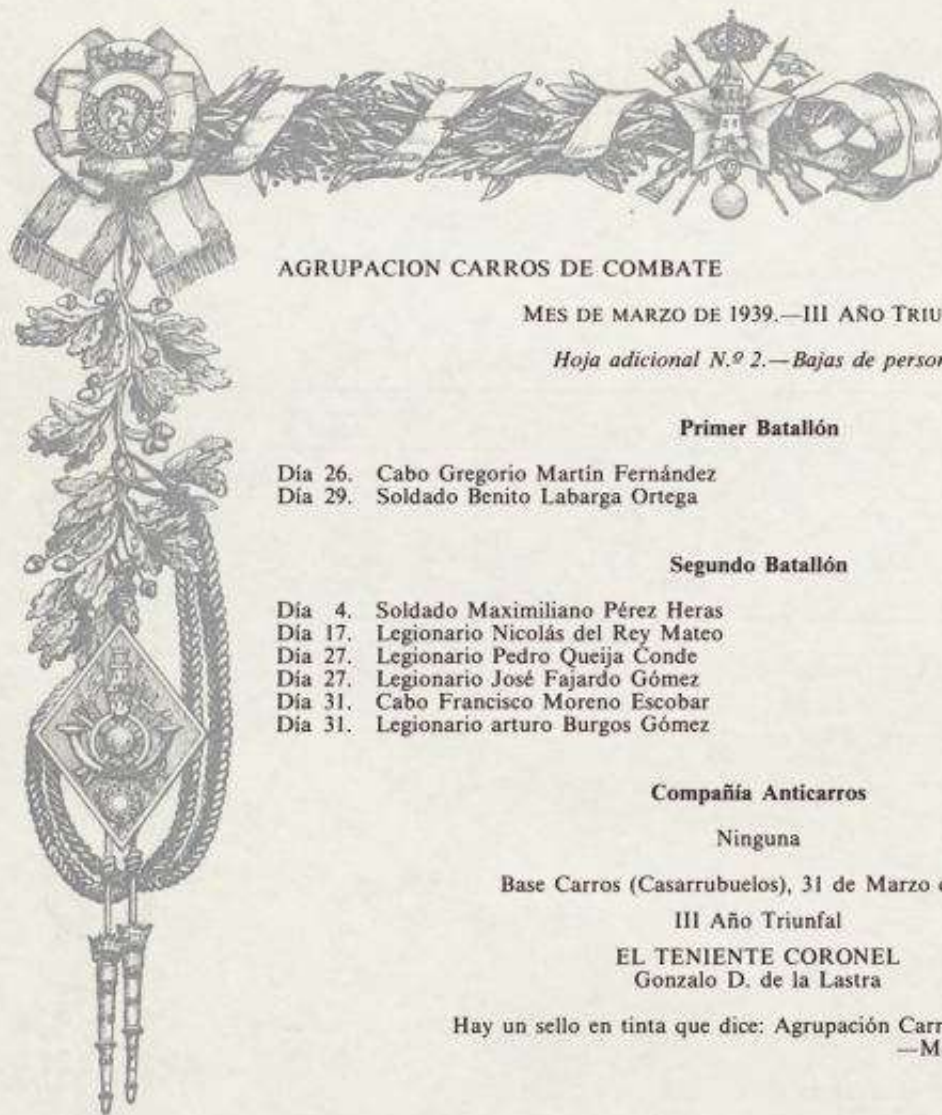 AGRUPACION CARROS DE COMBATE
MES DE MARZO DE 1939.—III AÑO
Hoja adicional N.º 2.—Bajas de
Primer Batallón
Día 26. Cabo Gregorio Martín Fernández
Día 29. Soldado Benito Labarga Ortega
Segundo Batallón
Día 4. Soldado Maximiliano Pérez Heras
Día 17. Legionario Nicolás del Rey Mateo
Día 27. Legionario Pedro Queija Conde
Día 27. Legionario José Fajardo Gómez
Día 31. Cabo Francisco Moreno Escobar
Día 31. Legionario arturo Burgos Gómez
Compañía Anticarros
Ninguna
Base Carros (Casarrubuelos), 31 de Marzo
III Año Triunfal
EL TENIENTE CORONEL
Gonzalo D. de la Lastra
Hay un sello en tinta que dice: Agrupación